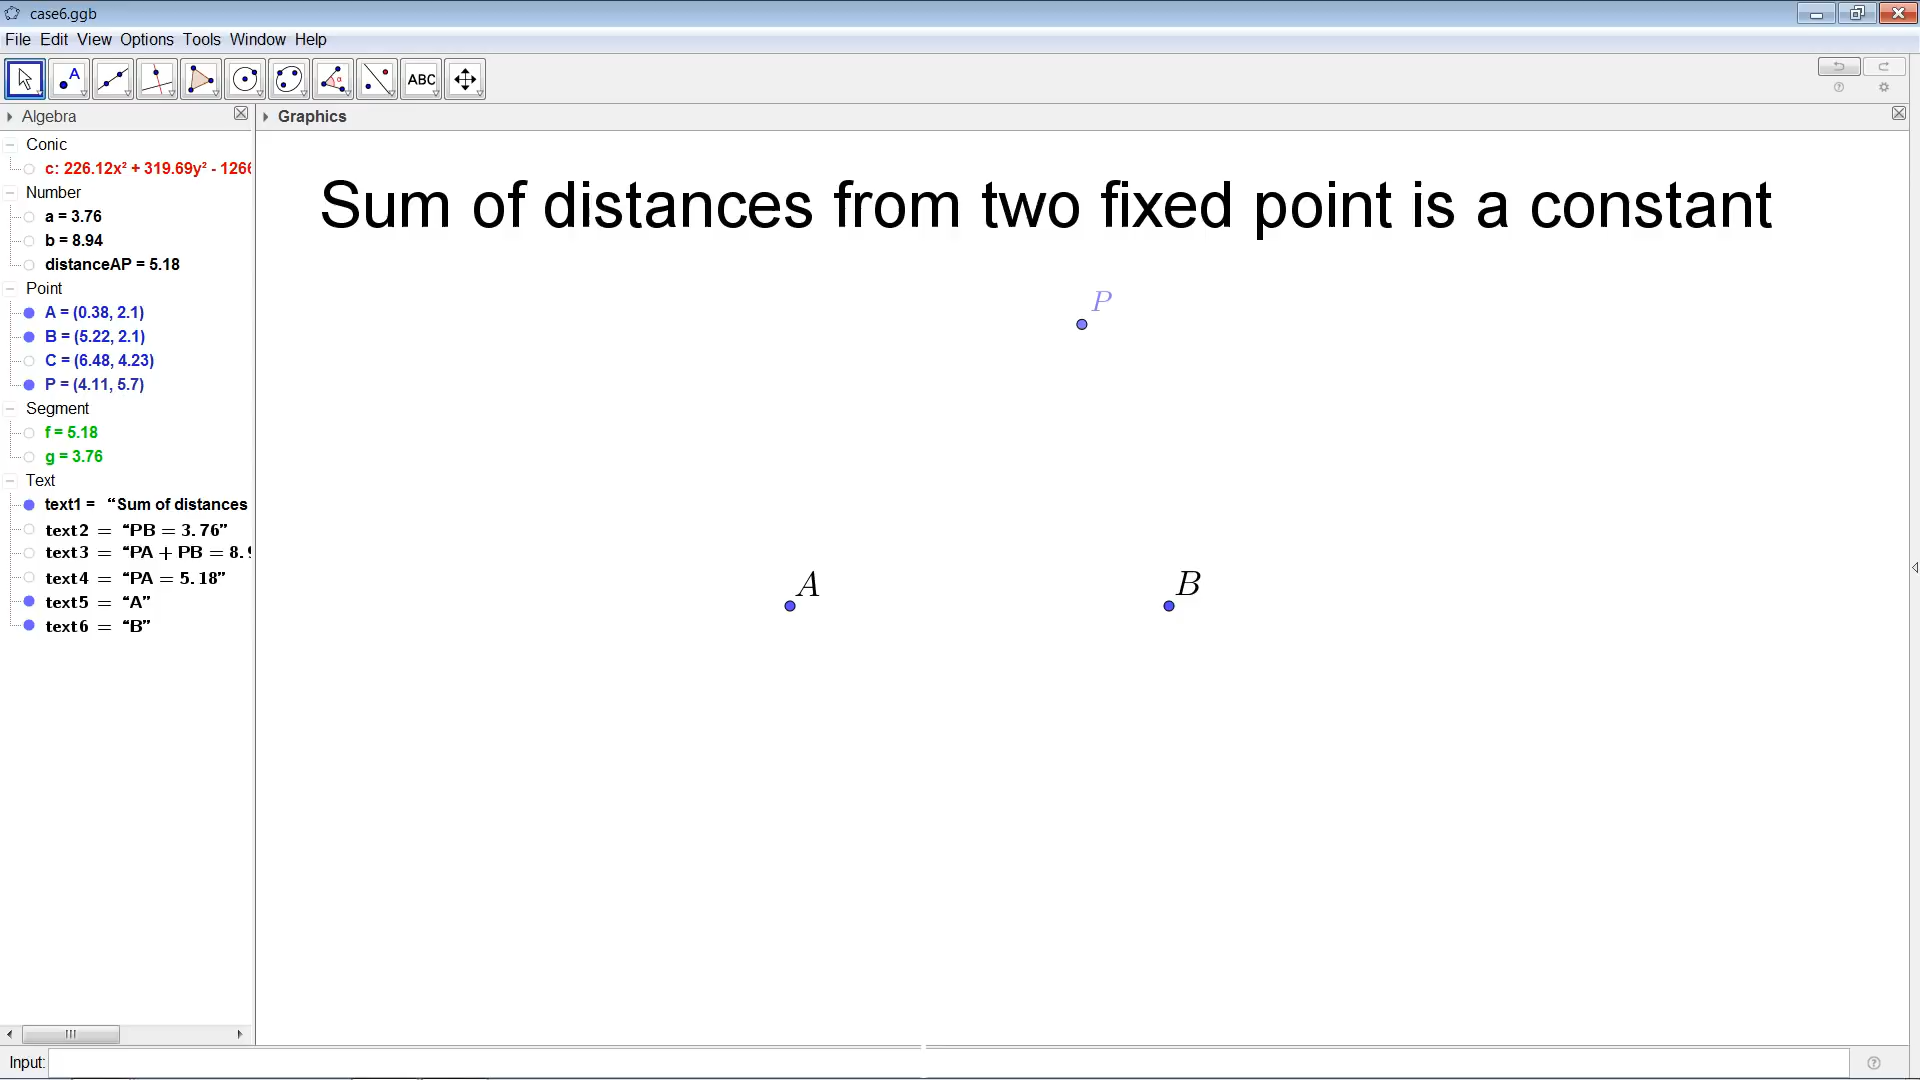 case6.ggb
File Edit View Options Tools Window Help
A
α
ABC
Algebra
Graphics
Conic
c: 226.12x² + 319.69y² - 1266
Number
a = 3.76
b = 8.94
distanceAP = 5.18
Point
A = (0.38, 2.1)
B = (5.22, 2.1)
C = (6.48, 4.23)
P = (4.11, 5.7)
Segment
f = 5.18
g = 3.76
Text
text1 = “Sum of distances
text2 = “PB = 3.76”
text3 = “PA + PB = 8.9
text4 = “PA = 5.18”
text5 = “A”
text6 = “B”
Sum of distances from two fixed point is a constant
P
A
B
Input: